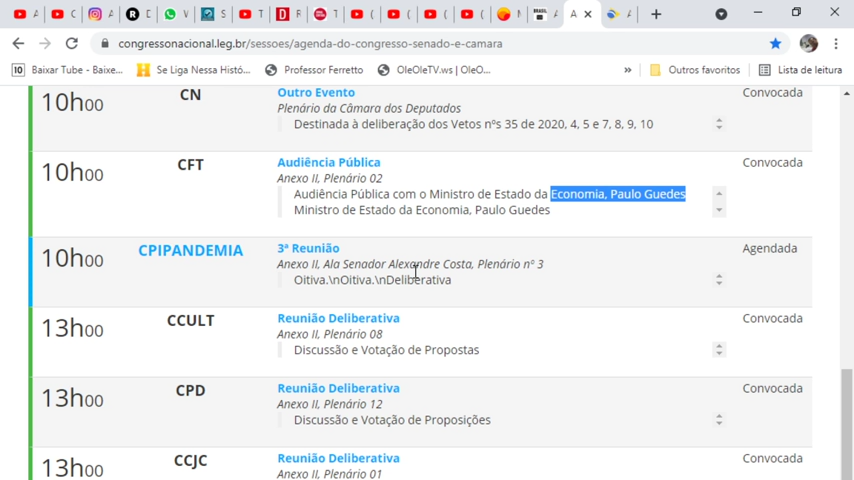 congressonacional.leg.br/sessoes/agenda-do-congresso-senado-e-camara
Baixar Tube - Baixe...
Se Liga Nessa Histó...
Professor Ferretto
OleOleTV.ws | OleO...
»
Outros favoritos
Lista de leitura
10h00
CN
Outro Evento
Convocada
Plenário da Câmara dos Deputados
Destinada à deliberação dos Vetos nºs 35 de 2020, 4, 5 e 7, 8, 9, 10
10h00
CFT
Audiência Pública
Convocada
Anexo II, Plenário 02
Audiência Pública com o Ministro de Estado da Economia, Paulo Guedes
Ministro de Estado da Economia, Paulo Guedes
10h00
CPIPANDEMIA
3ª Reunião
Agendada
Anexo II, Ala Senador Alexandre Costa, Plenário nº 3
Oitiva.\nOitiva.\nDeliberativa
13h00
CCULT
Reunião Deliberativa
Convocada
Anexo II, Plenário 08
Discussão e Votação de Propostas
13h00
CPD
Reunião Deliberativa
Convocada
Anexo II, Plenário 12
Discussão e Votação de Proposições
13h00
CCJC
Reunião Deliberativa
Convocada
Anexo II, Plenário 01